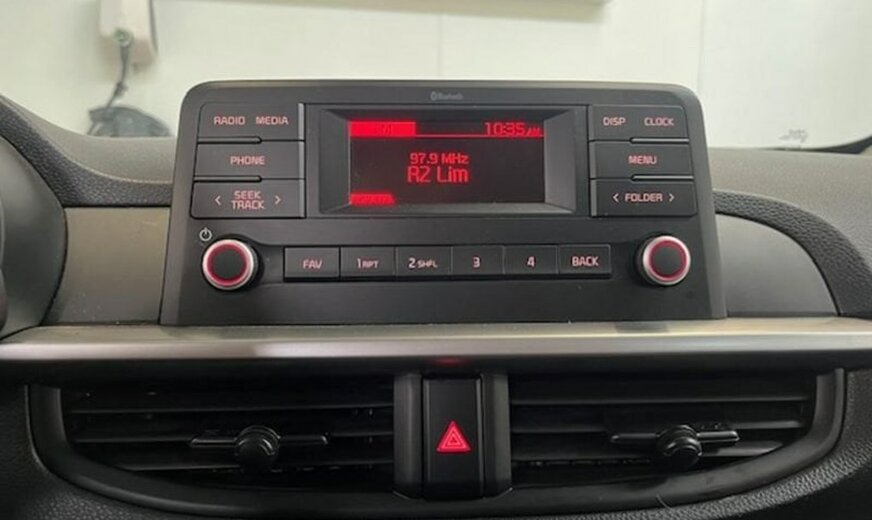 Bluetooth
RADIO MEDIA
10:35 AM
DISP CLOCK
PHONE
97.9 MHz
MENU
R2 Lim
< SEEK TRACK >
< FOLDER >
FAV
1 RPT
2 SHFL
3
4
BACK